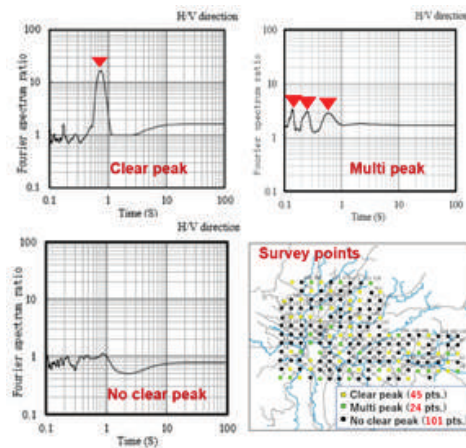 H/V direction
100
10
1
0.1
Fourier spectrum ratio
Clear peak
0.1 1 10 100
Time (S)
H/V direction
100
10
1
0.1
Fourier spectrum ratio
Multi peak
0.1 1 10 100
Time (S)
H/V direction
100
10
1
0.1
Fourier spectrum ratio
No clear peak
0.1 1 10 100
Time (S)
Survey points
Clear peak (45 pts.)
Multi peak (24 pts.)
No clear peak (101 pts.)